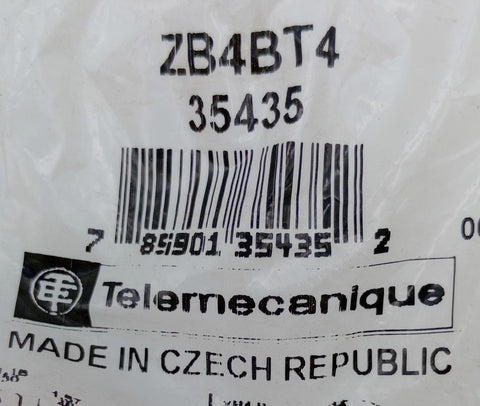 ZB4BT4
35435
7 85901 35435 2
Telemecanique
MADE IN CZECH REPUBLIC